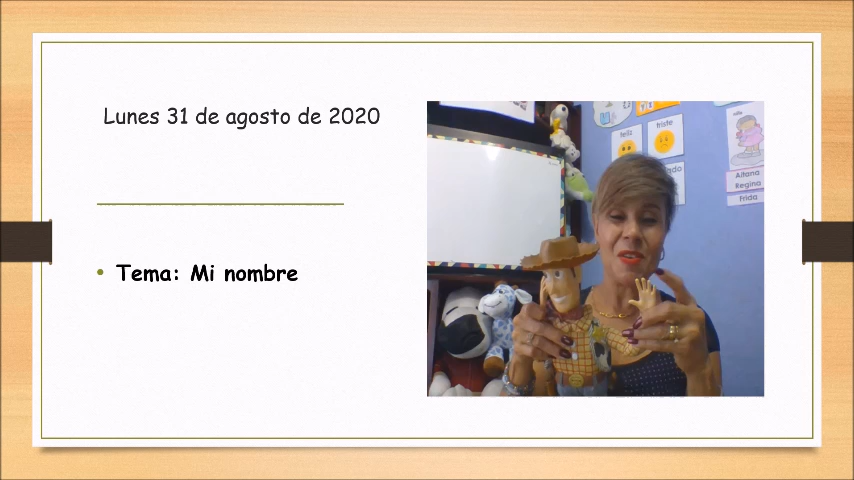 Lunes 31 de agosto de 2020
Tema: Mi nombre
feliz
triste
Aitana
Regina
Frida